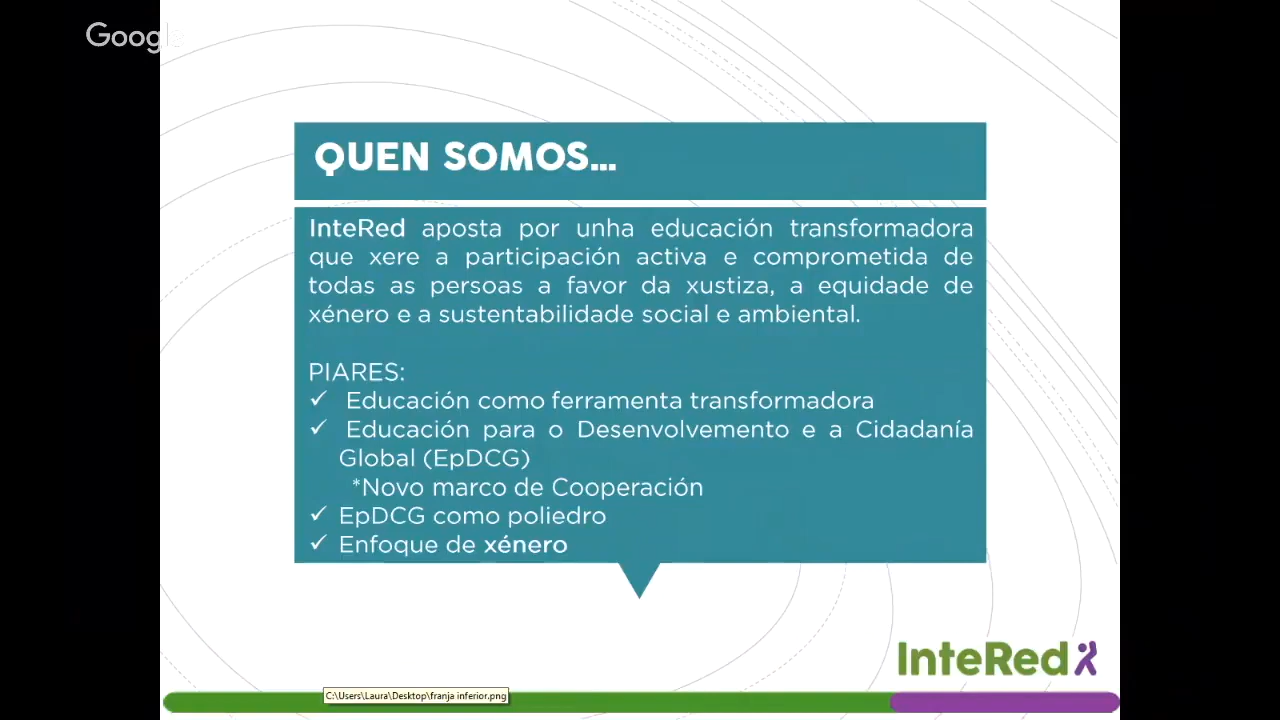 Google
QUEN SOMOS...
InteRed aposta por unha educación transformadora
que xere a participación activa e comprometida de
todas as persoas a favor da xustiza, a equidade de
xénero e a sustentabilidade social e ambiental.
PIARES:
✓ Educación como ferramenta transformadora
✓ Educación para o Desenvolvemento e a Cidadanía
Global (EpDCG)
*Novo marco de Cooperación
✓ EpDCG como poliedro
✓ Enfoque de xénero
InteRed
C:\Users\Laura\Desktop\franja inferior.png